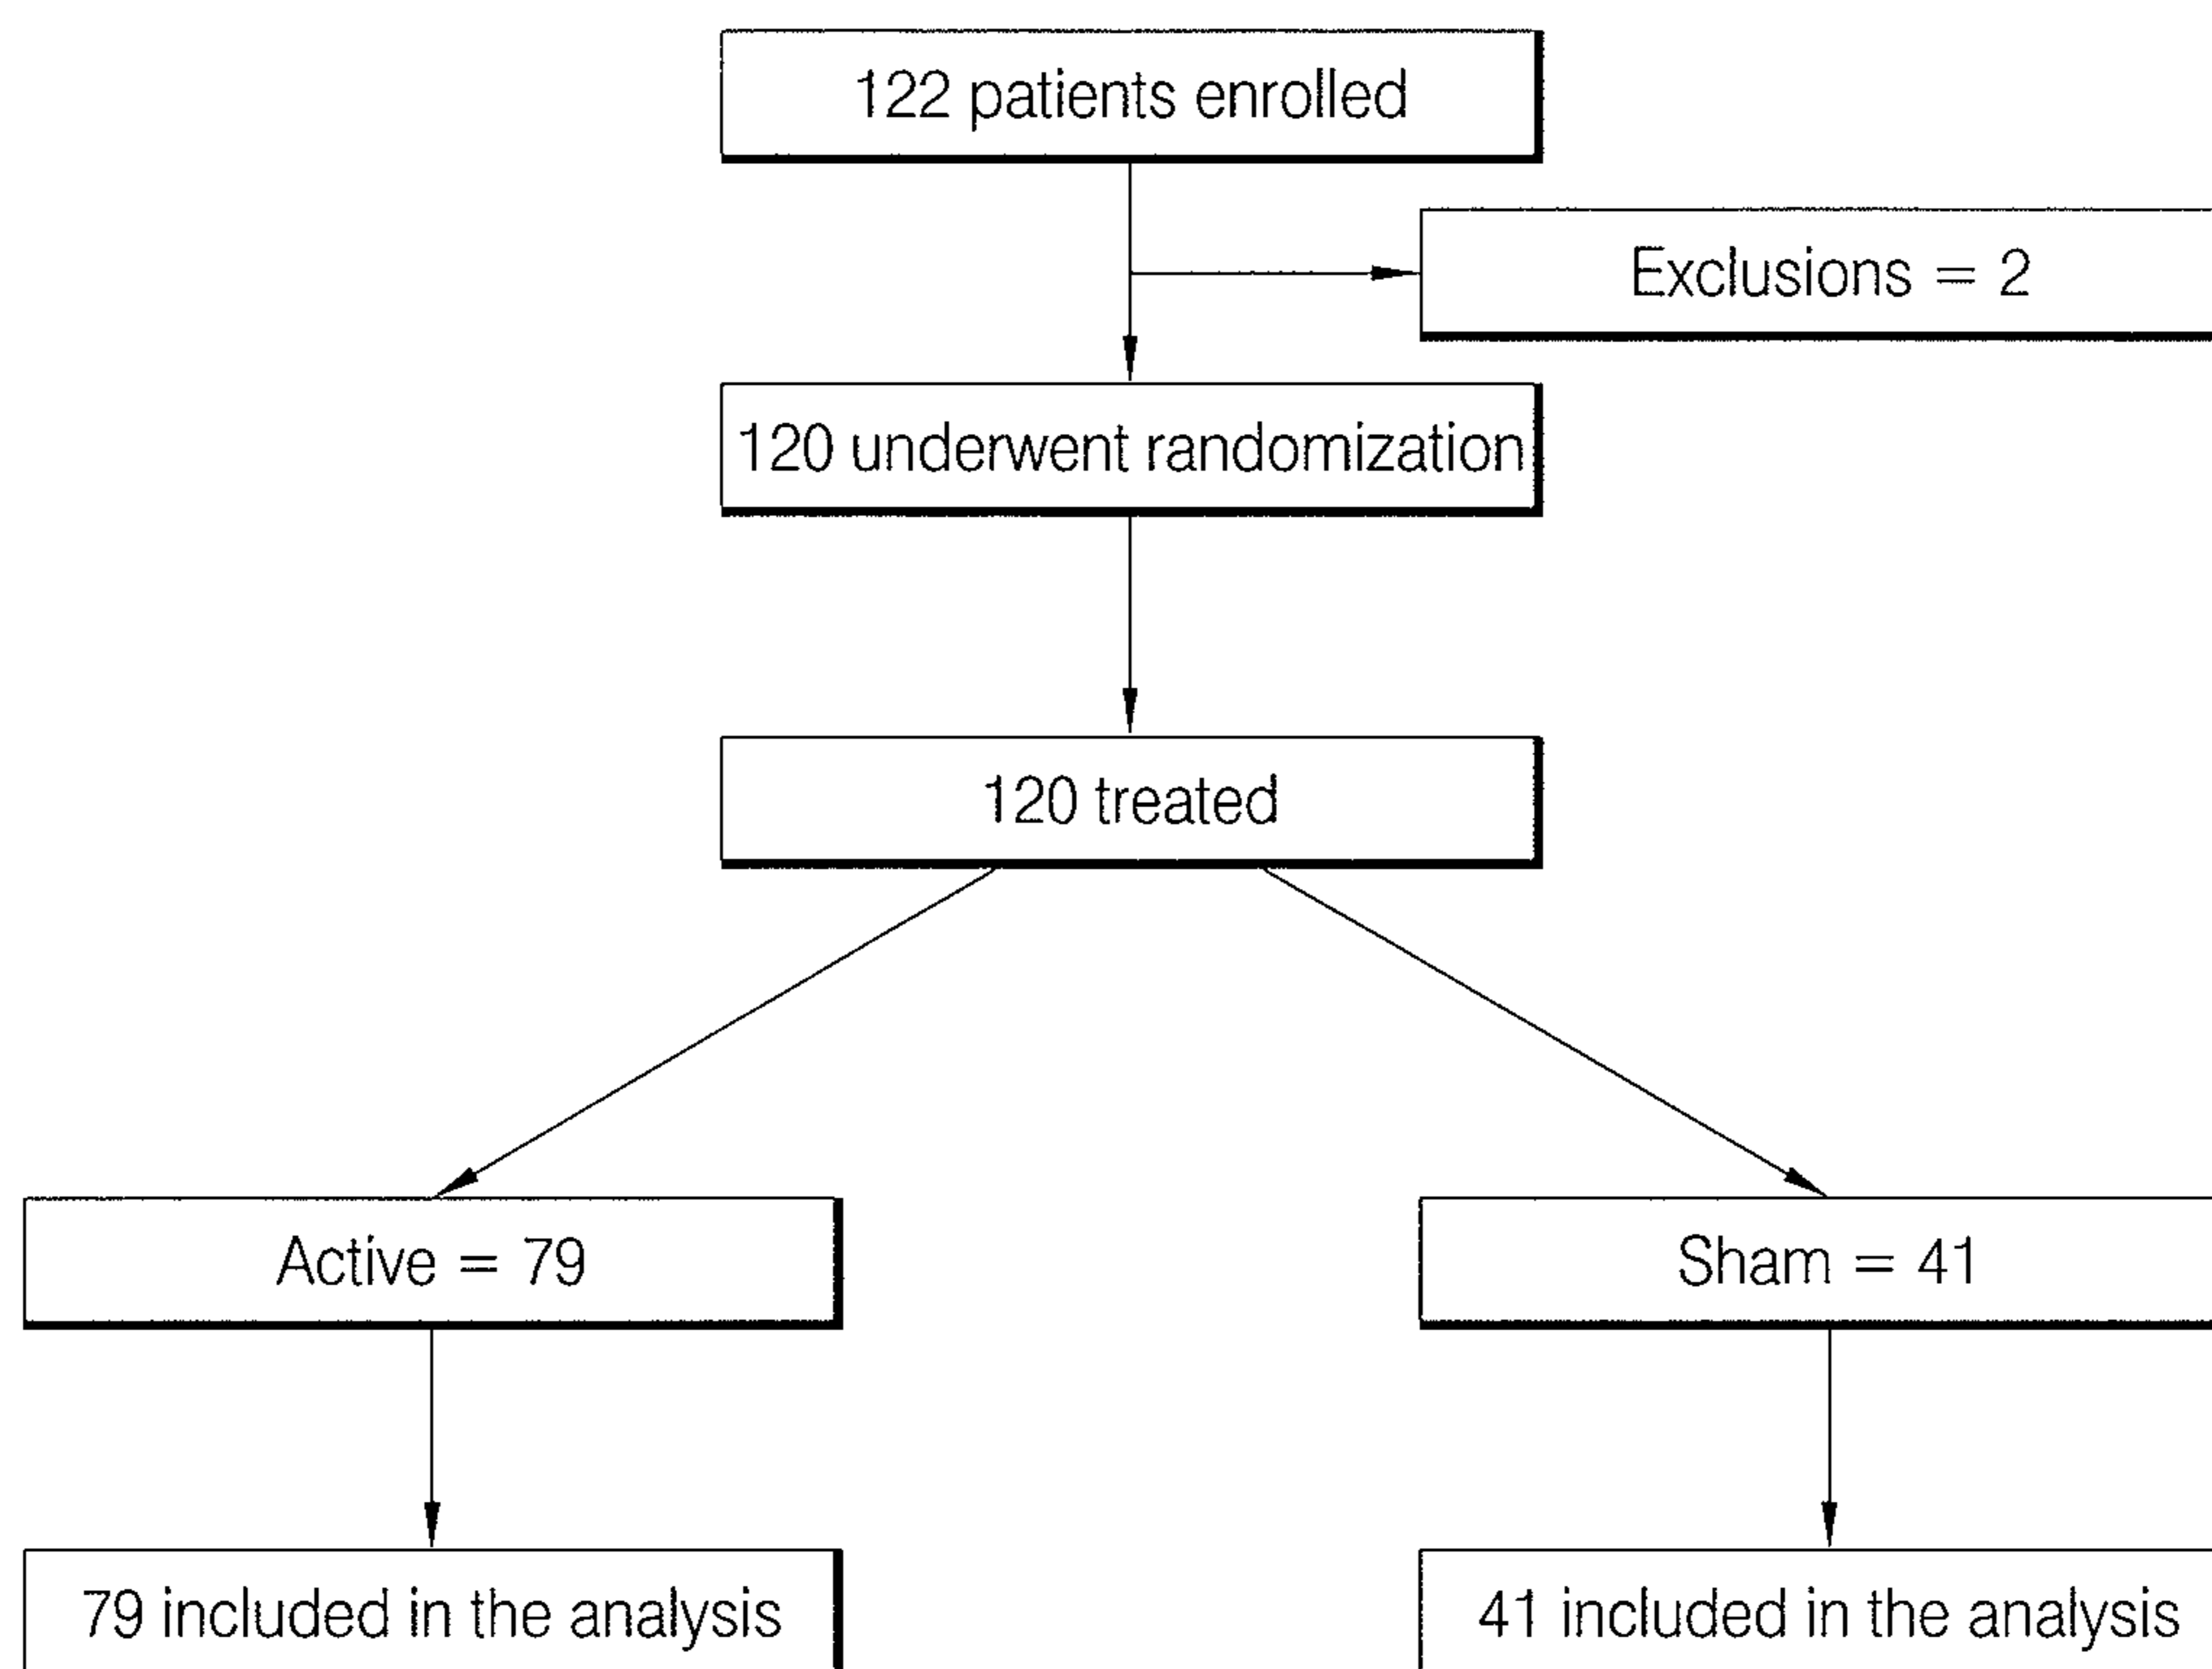 122 patients enrolled
Exclusions = 2
120 underwent randomization
120 treated
Active = 79
Sham = 41
79 included in the analysis
41 included in the analysis